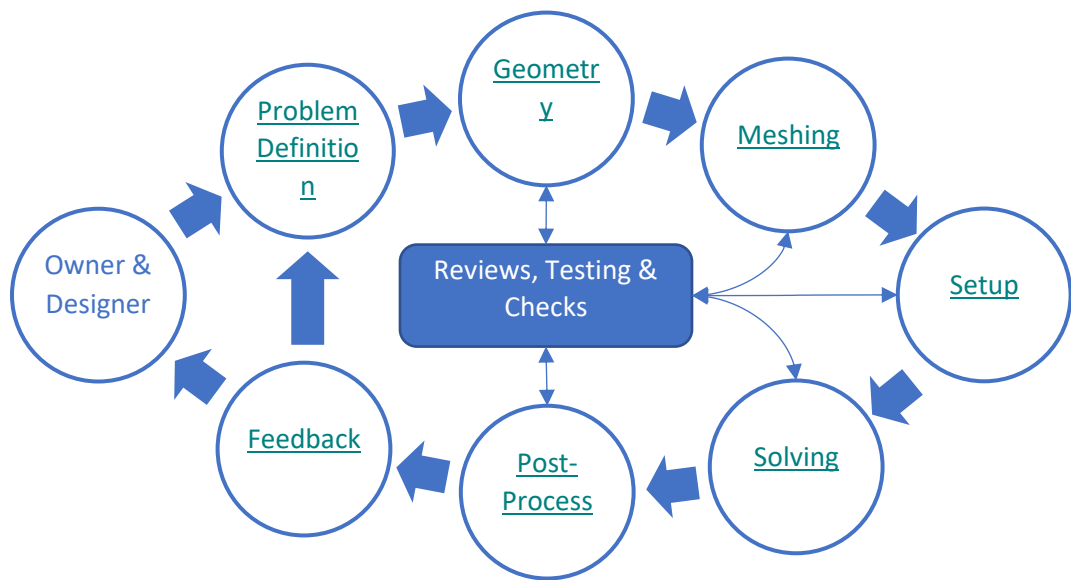 Geometr
y
Problem
Definitio
n
Meshing
Owner &
Designer
Reviews, Testing &
Checks
Setup
Feedback
Post-
Process
Solving